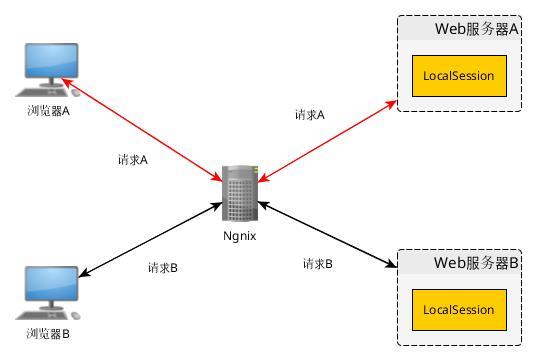 Web服务器A
LocalSession
浏览器A
请求A
请求A
Ngnix
请求B
请求B
Web服务器B
LocalSession
浏览器B